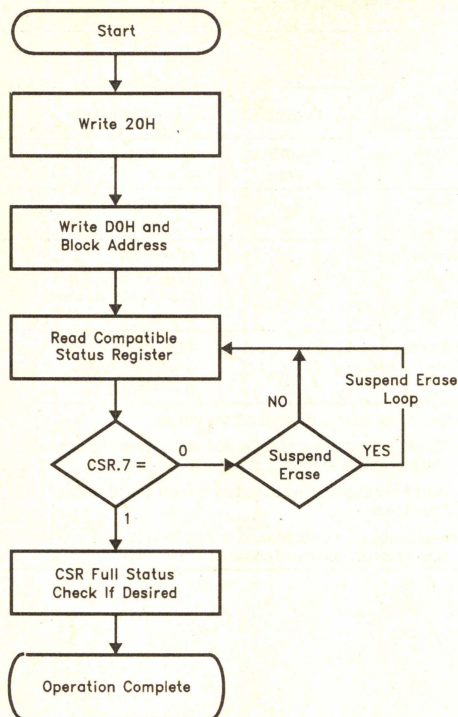 Start
Write 20H
Write D0H and
Block Address
Read Compatible
Status Register
Suspend Erase
Loop
NO
CSR.7 =
0
Suspend
Erase
YES
1
CSR Full Status
Check If Desired
Operation Complete